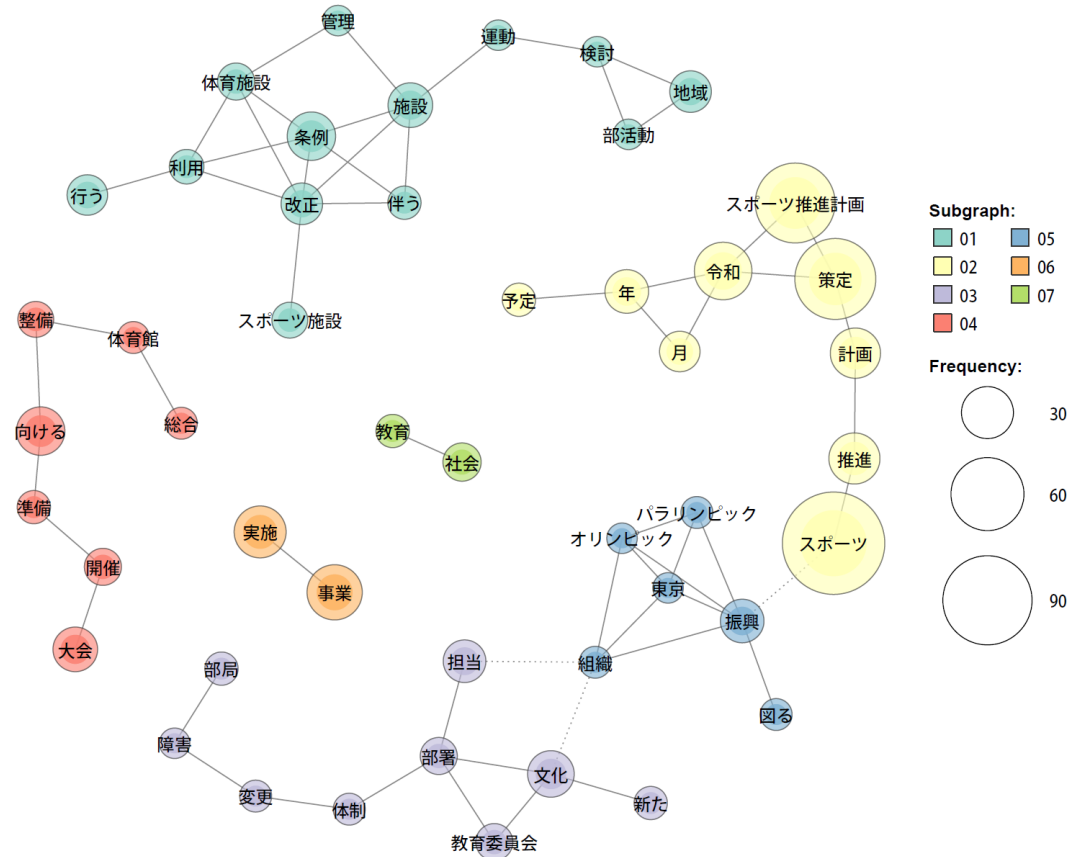 管理
運動
検討
体育施設
施設
地域
条例
部活動
利用
行う
改正
伴う
スポーツ施設
スポーツ推進計画
令和
策定
年
予定
月
計画
推進
スポーツ
整備
体育館
総合
向ける
準備
開催
大会
教育
社会
実施
事業
パラリンピック
オリンピック
東京
振興
組織
図る
担当
部局
障害
部署
変更
体制
文化
新た
教育委員会
Subgraph:
01
05
02
06
03
07
04
Frequency:
30
60
90